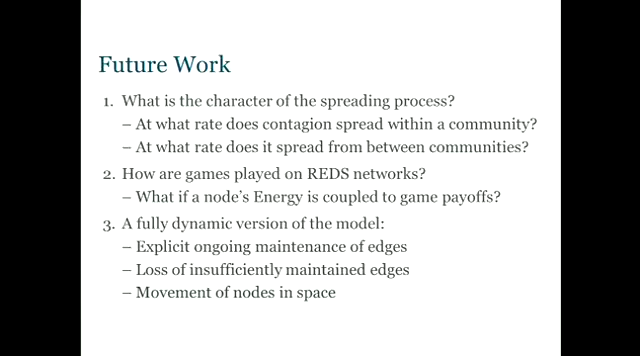 Future Work
1. What is the character of the spreading process?
– At what rate does contagion spread within a community?
– At what rate does it spread from between communities?
2. How are games played on REDS networks?
– What if a node's Energy is coupled to game payoffs?
3. A fully dynamic version of the model:
– Explicit ongoing maintenance of edges
– Loss of insufficiently maintained edges
– Movement of nodes in space